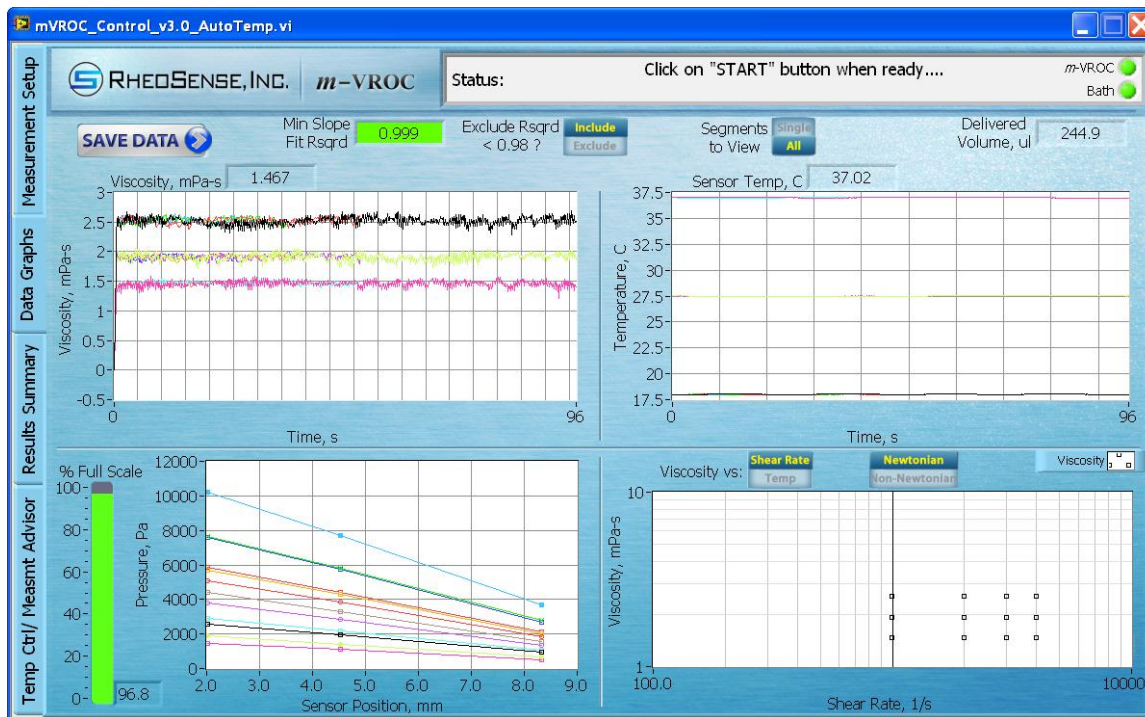 mVROC_Control_v3.0_AutoTemp.vi
Measurement Setup
Data Graphs
Results Summary
Temp Ctrl/ Measmt Advisor
RHEOSENSE, INC.
m-VROC
Status:
Click on "START" button when ready....
m-VROC
Bath
SAVE DATA
Min Slope
Fit Rsqrd
0.999
Exclude Rsqrd
< 0.98 ?
Include
Exclude
Segments
to View
Single
All
Delivered
Volume, ul
244.9
Viscosity, mPa-s
1.467
3
2.5
2
1.5
1
0.5
0
-0.5
Viscosity, mPa-s
0
96
Time, s
Sensor Temp, C
37.02
37.5
35
32.5
30
27.5
25
22.5
20
17.5
Temperature, C
0
96
Time, s
% Full Scale
100
80
60
40
20
0
96.8
12000
10000
8000
6000
4000
2000
0
Pressure, Pa
2.0 3.0 4.0 5.0 6.0 7.0 8.0 9.0
Sensor Position, mm
Viscosity vs:
Shear Rate
Temp
Newtonian
Non-Newtonian
Viscosity
10
1
Viscosity, mPa-s
100.0
10000
Shear Rate, 1/s